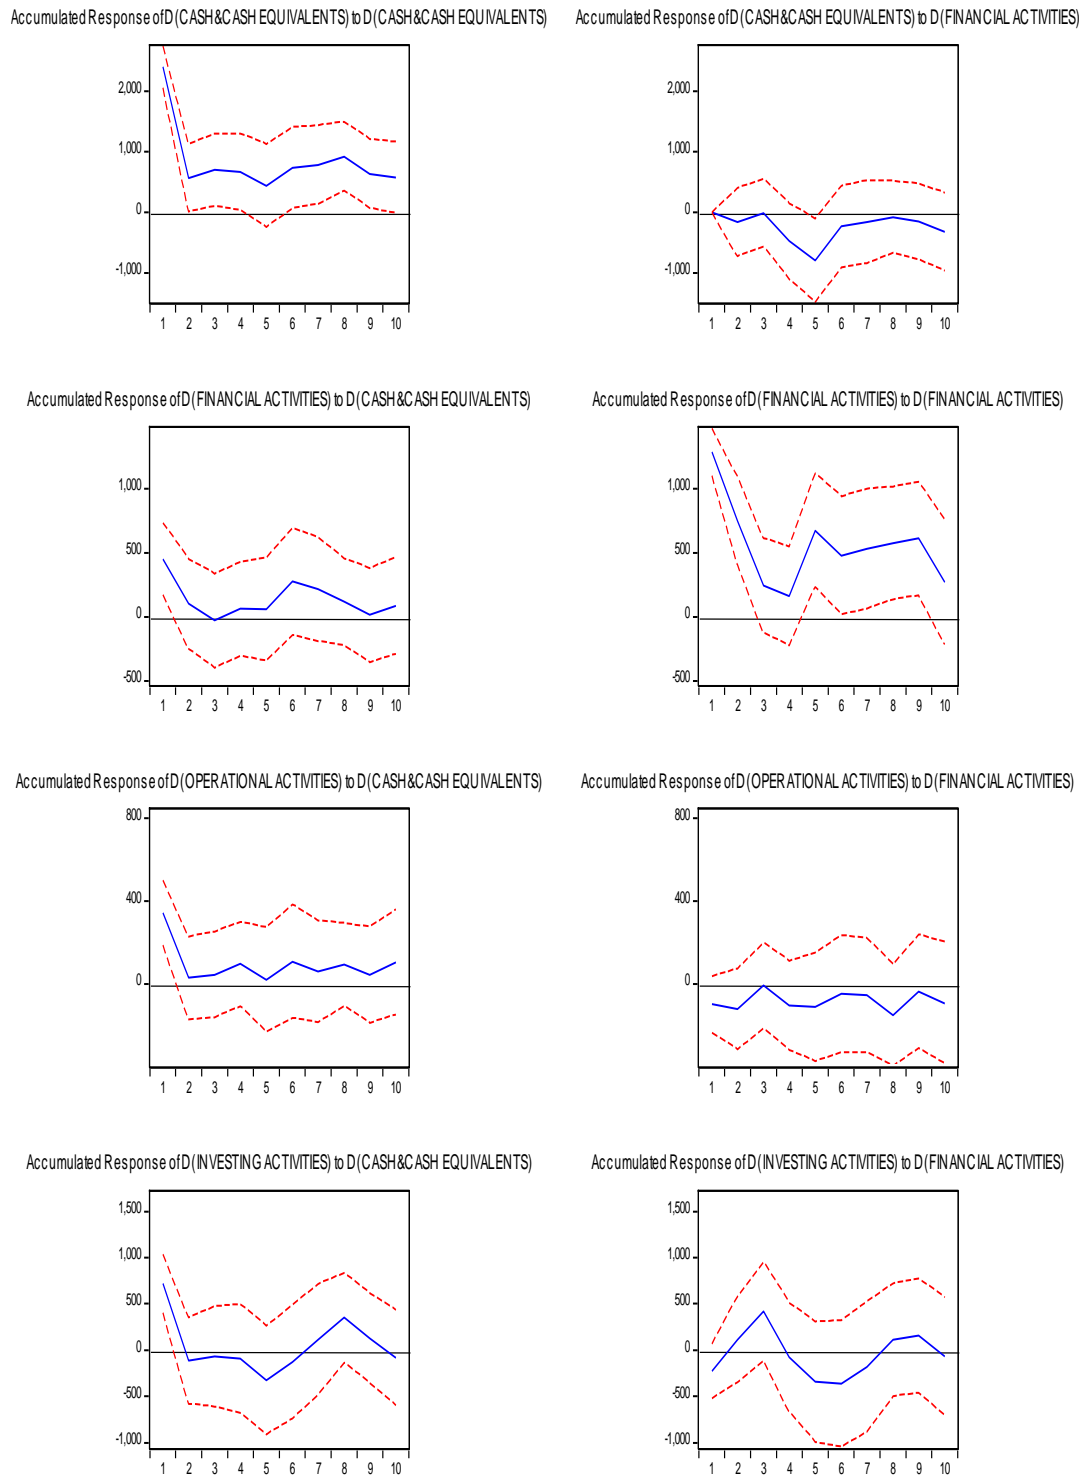 Accumulated Response of D(CASH&CASH EQUIVALENTS) to D(CASH&CASH EQUIVALENTS)
2,000
1,000
0
-1,000
1 2 3 4 5 6 7 8 9 10
Accumulated Response of D(CASH&CASH EQUIVALENTS) to D(FINANCIAL ACTIVITIES)
2,000
1,000
0
-1,000
1 2 3 4 5 6 7 8 9 10
Accumulated Response of D(FINANCIAL ACTIVITIES) to D(CASH&CASH EQUIVALENTS)
1,000
500
0
-500
1 2 3 4 5 6 7 8 9 10
Accumulated Response of D(FINANCIAL ACTIVITIES) to D(FINANCIAL ACTIVITIES)
1,000
500
0
-500
1 2 3 4 5 6 7 8 9 10
Accumulated Response of D(OPERATIONAL ACTIVITIES) to D(CASH&CASH EQUIVALENTS)
800
400
0
1 2 3 4 5 6 7 8 9 10
Accumulated Response of D(OPERATIONAL ACTIVITIES) to D(FINANCIAL ACTIVITIES)
800
400
0
1 2 3 4 5 6 7 8 9 10
Accumulated Response of D(INVESTING ACTIVITIES) to D(CASH&CASH EQUIVALENTS)
1,500
1,000
500
0
-500
-1,000
1 2 3 4 5 6 7 8 9 10
Accumulated Response of D(INVESTING ACTIVITIES) to D(FINANCIAL ACTIVITIES)
1,500
1,000
500
0
-500
-1,000
1 2 3 4 5 6 7 8 9 10